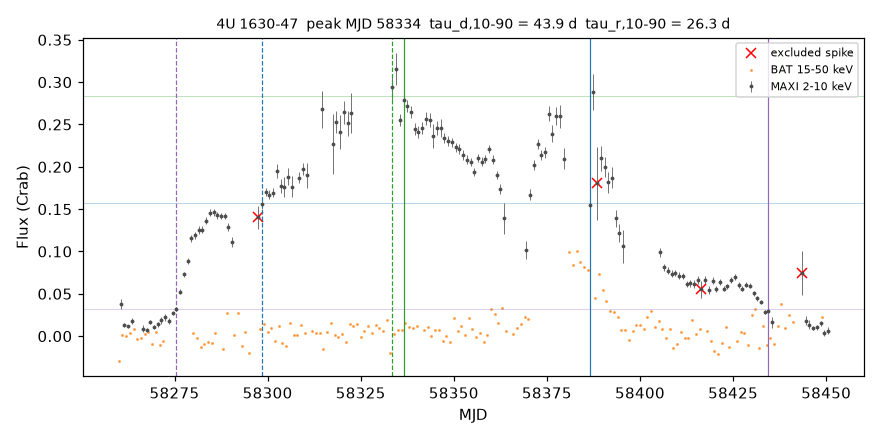 4U 1630-47 peak MJD 58334 tau_d,10-90 = 43.9 d tau_r,10-90 = 26.3 d
0.35
0.30
0.25
0.20
0.15
0.10
0.05
0.00
Flux (Crab)
excluded spike
BAT 15-50 keV
MAXI 2-10 keV
58275
58300
58325
58350
58375
58400
58425
58450
MJD